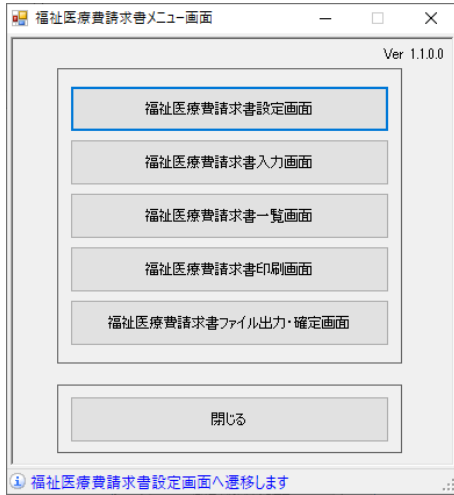 福祉医療費請求書メニュー画面
Ver 1.1.0.0
福祉医療費請求書設定画面
福祉医療費請求書入力画面
福祉医療費請求書一覧画面
福祉医療費請求書印刷画面
福祉医療費請求書ファイル出力・確定画面
閉じる
福祉医療費請求書設定画面へ遷移します